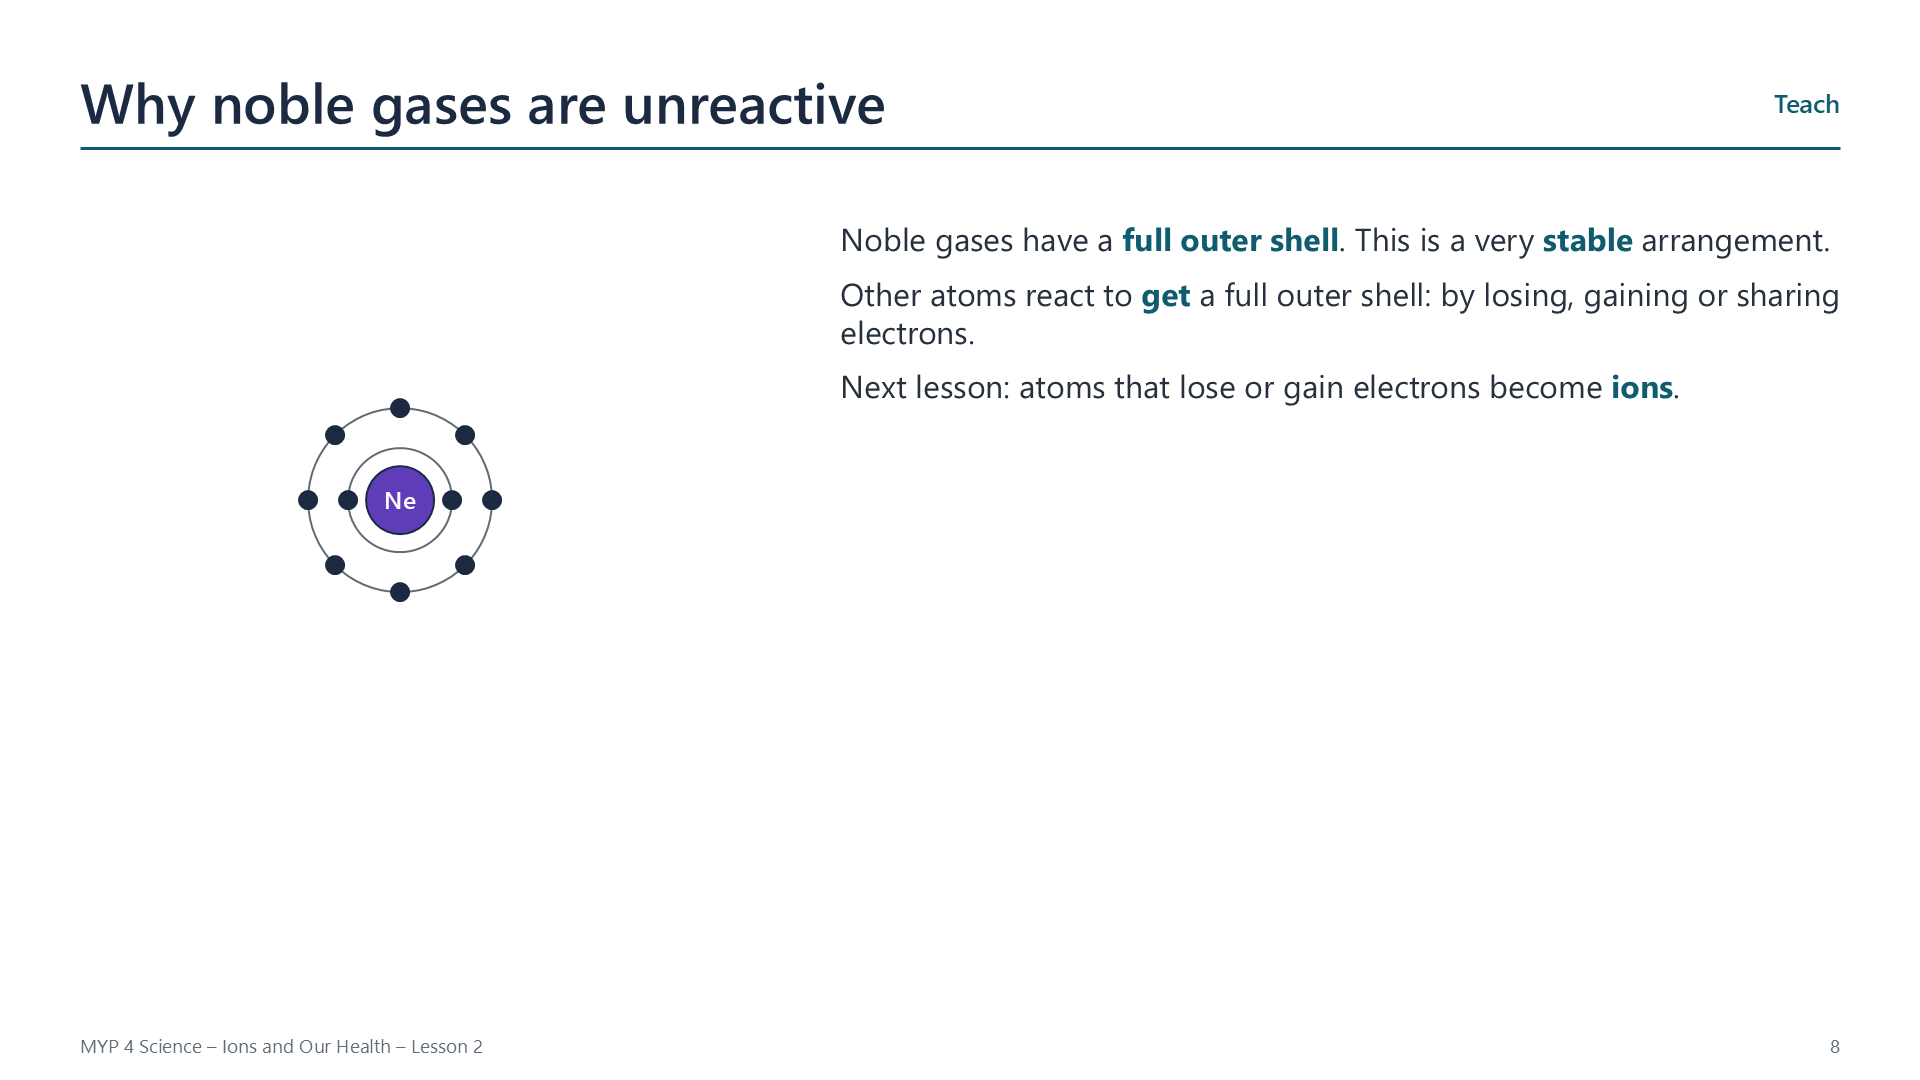 Why noble gases are unreactive
Teach
Noble gases have a full outer shell. This is a very stable arrangement.
Other atoms react to get a full outer shell: by losing, gaining or sharing
electrons.
Next lesson: atoms that lose or gain electrons become ions.
Ne
MYP 4 Science – Ions and Our Health – Lesson 2
8